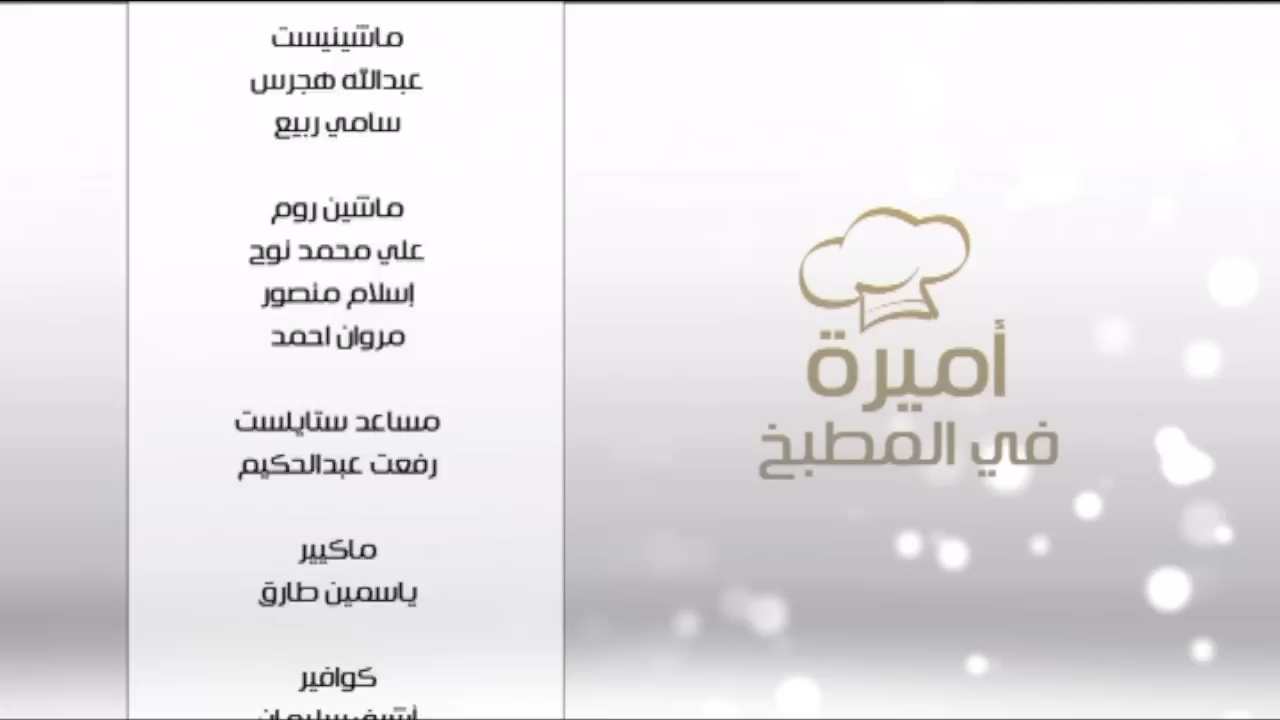 ماشينيست
عبدالله هجرس
سامي ربيع
ماشين روم
علي محمد نوح
إسلام منصور
مروان احمد
مساعد ستايلست
رفعت عبدالحكيم
ماكيير
ياسمين طارق
كوافير
أميرة
في المطبخ